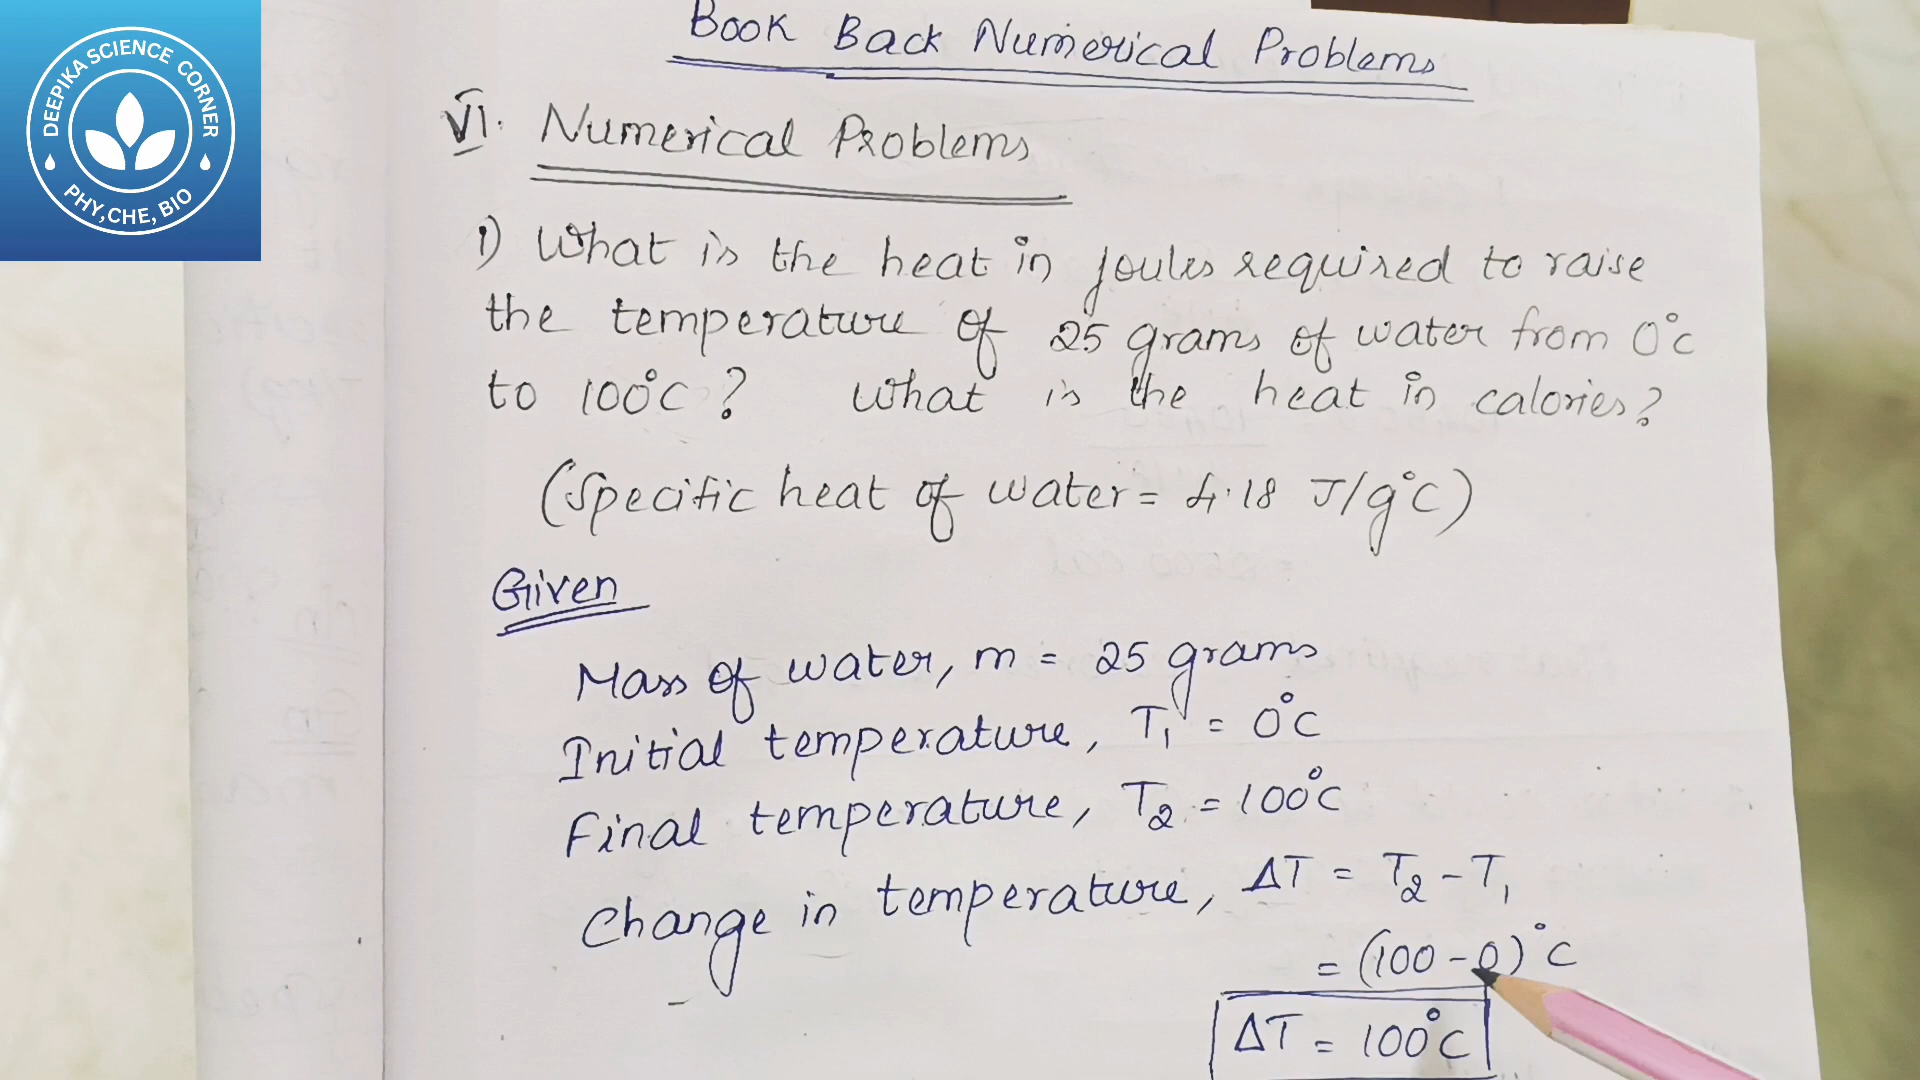 DEEPIKA SCIENCE CORNER
PHY,CHE, BIO
Book Back Numerical Problems
VI. Numerical Problems
1) What is the heat in joules required to raise
the temperature of 25 grams of water from 0°C
to 100°C ? What is the heat in calories?
(Specific heat of water = 4.18 J/g°C)
Given
Mass of water, m = 25 grams
Initial temperature, T₁ = 0°C
Final temperature, T₂ = 100°C
Change in temperature, ΔT = T₂ - T₁
= (100 - 0)°C
ΔT = 100°C